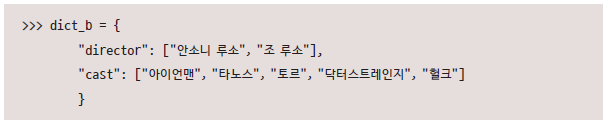 >>> dict_b = {
"director": ["안소니 루소", "조 루소"],
"cast": ["아이언맨", "타노스", "토르", "닥터스트레인지", "헐크"]
}